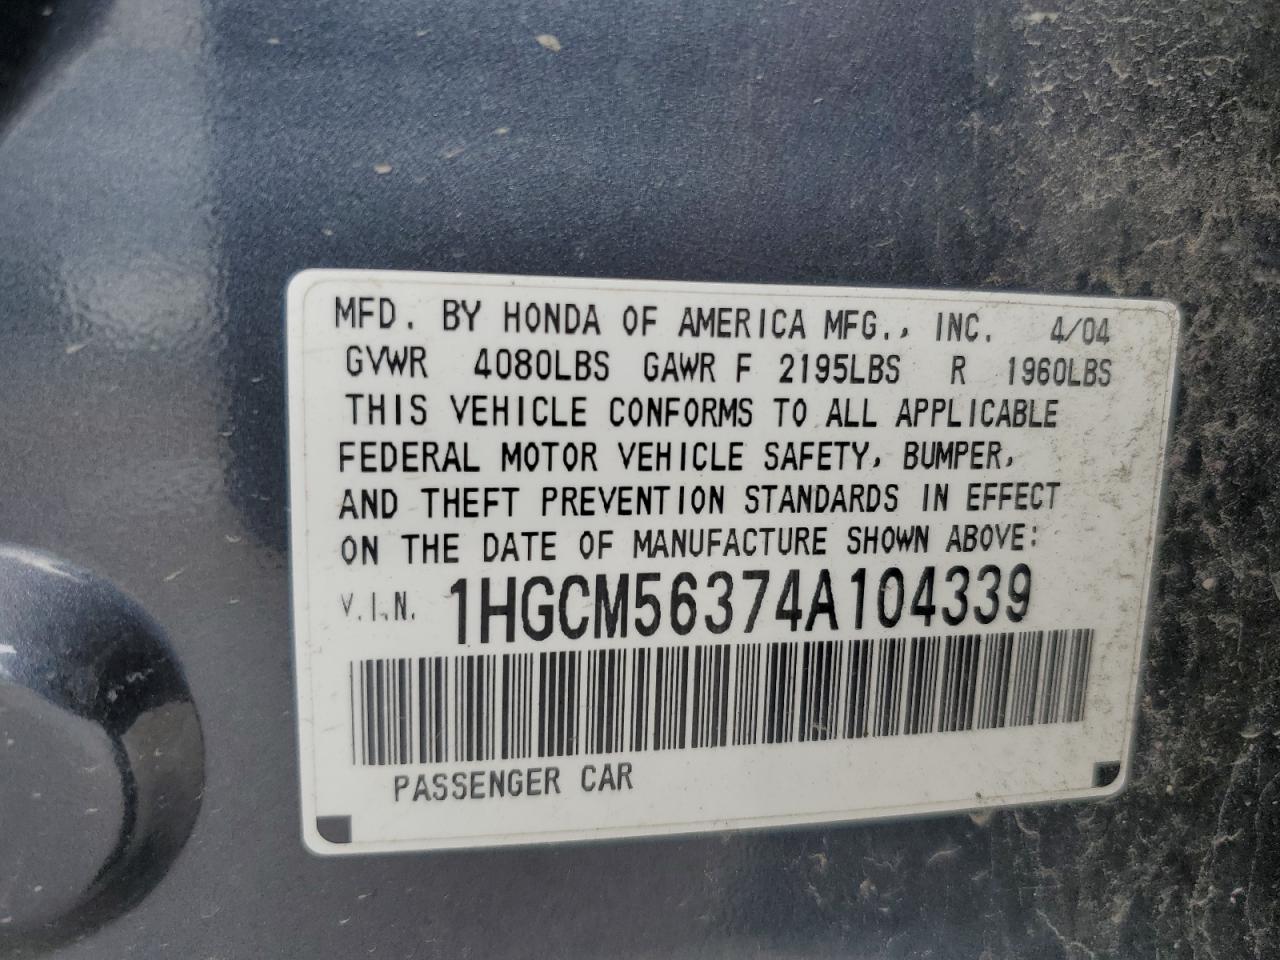 MFD. BY HONDA OF AMERICA MFG., INC. 4/04
GVWR 4080LBS GAWR F 2195LBS R 1960LBS
THIS VEHICLE CONFORMS TO ALL APPLICABLE
FEDERAL MOTOR VEHICLE SAFETY, BUMPER,
AND THEFT PREVENTION STANDARDS IN EFFECT
ON THE DATE OF MANUFACTURE SHOWN ABOVE:
V.I.N. 1HGCM56374A104339
PASSENGER CAR